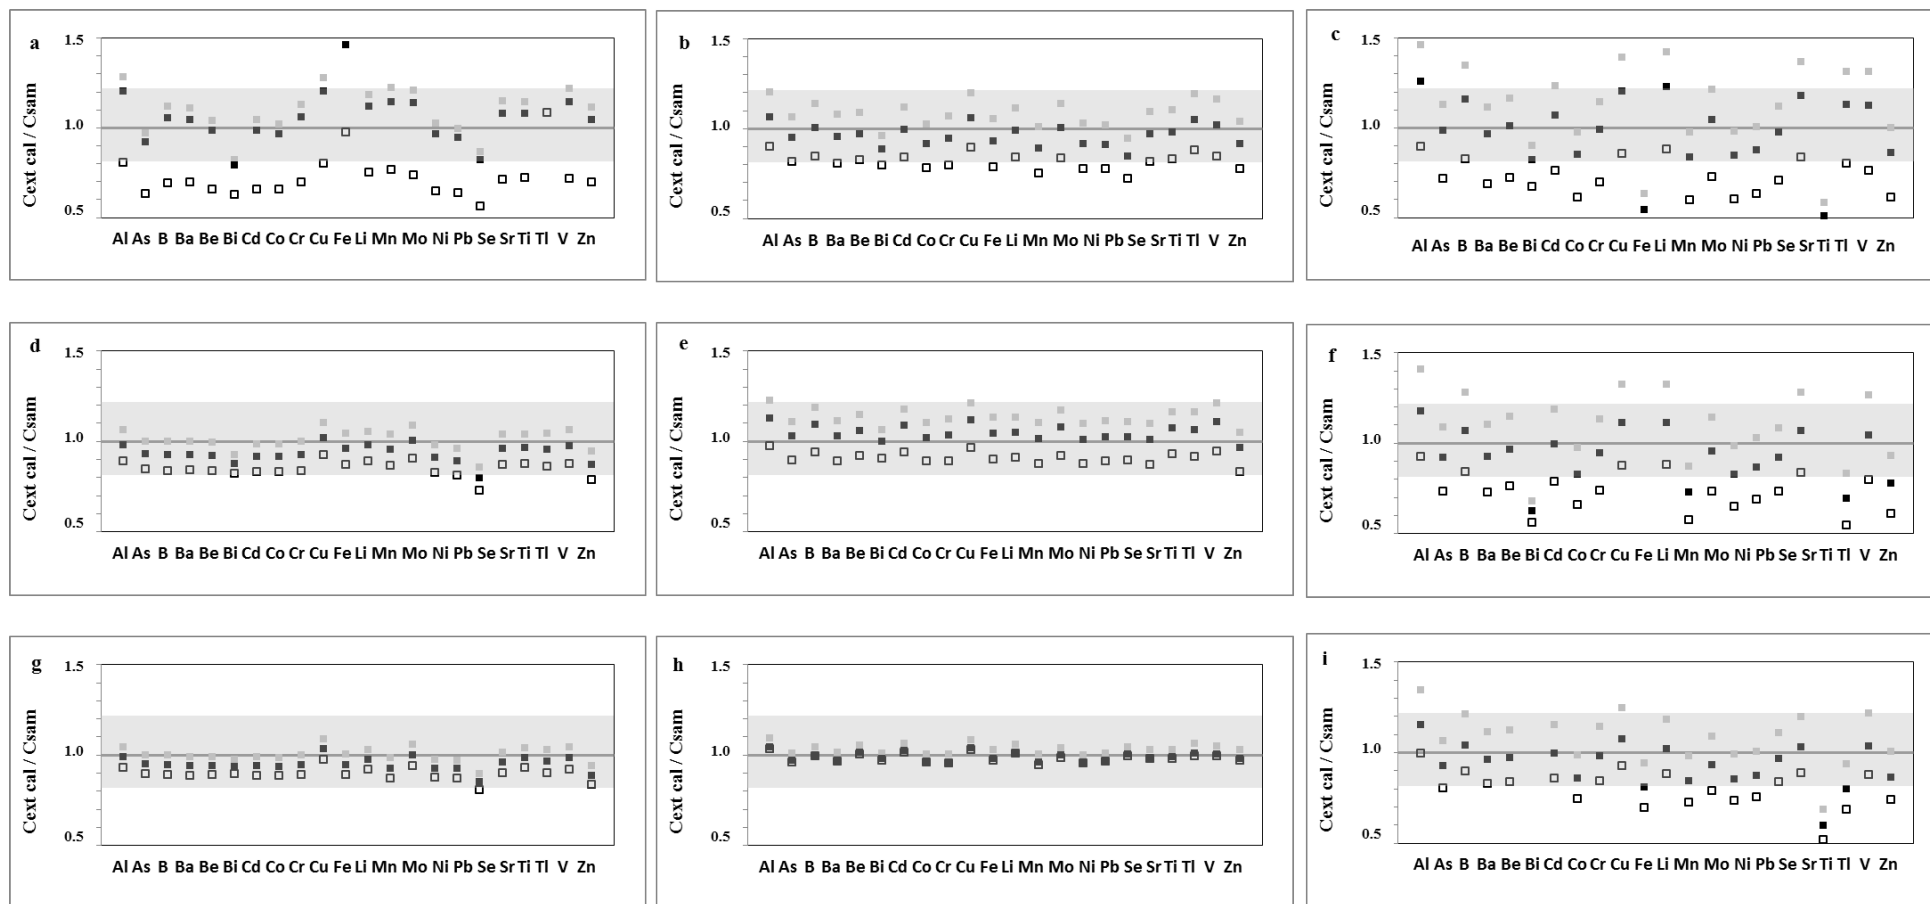 a
1.5
1.0
0.5
Cext cal / Csam
Al As B Ba Be Bi Cd Co Cr Cu Fe Li Mn Mo Ni Pb Se Sr Ti Tl V Zn
b
1.5
1.0
0.5
Cext cal / Csam
Al As B Ba Be Bi Cd Co Cr Cu Fe Li Mn Mo Ni Pb Se Sr Ti Tl V Zn
c
1.5
1.0
0.5
Cext cal / Csam
Al As B Ba Be Bi Cd Co Cr Cu Fe Li Mn Mo Ni Pb Se Sr Ti Tl V Zn
d
1.5
1.0
0.5
Cext cal / Csam
Al As B Ba Be Bi Cd Co Cr Cu Fe Li Mn Mo Ni Pb Se Sr Ti Tl V Zn
e
1.5
1.0
0.5
Cext cal / Csam
Al As B Ba Be Bi Cd Co Cr Cu Fe Li Mn Mo Ni Pb Se Sr Ti Tl V Zn
f
1.5
1.0
0.5
Cext cal / Csam
Al As B Ba Be Bi Cd Co Cr Cu Fe Li Mn Mo Ni Pb Se Sr Ti Tl V Zn
g
1.5
1.0
0.5
Cext cal / Csam
Al As B Ba Be Bi Cd Co Cr Cu Fe Li Mn Mo Ni Pb Se Sr Ti Tl V Zn
h
1.5
1.0
0.5
Cext cal / Csam
Al As B Ba Be Bi Cd Co Cr Cu Fe Li Mn Mo Ni Pb Se Sr Ti Tl V Zn
i
1.5
1.0
0.5
Cext cal / Csam
Al As B Ba Be Bi Cd Co Cr Cu Fe Li Mn Mo Ni Pb Se Sr Ti Tl V Zn